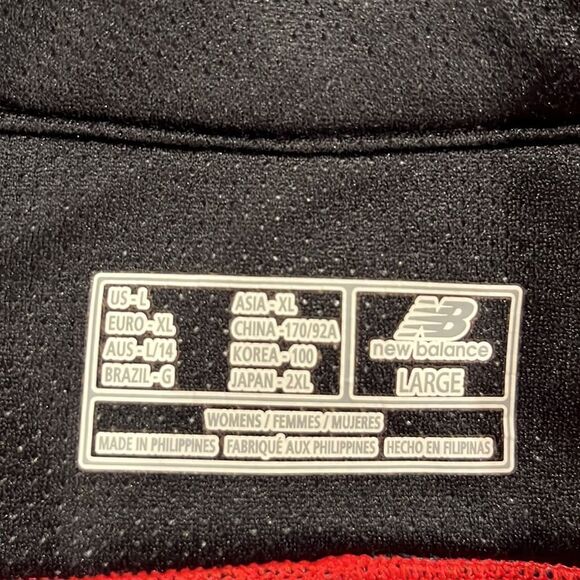 US - L
EURO - XL
AUS - L/14
BRAZIL - G
ASIA - XL
CHINA - 170/92A
KOREA - 100
JAPAN - 2XL
NB
new balance
LARGE
WOMENS / FEMMES / MUJERES
MADE IN PHILIPPINES
FABRIQUÉ AUX PHILIPPINES
HECHO EN FILIPINAS